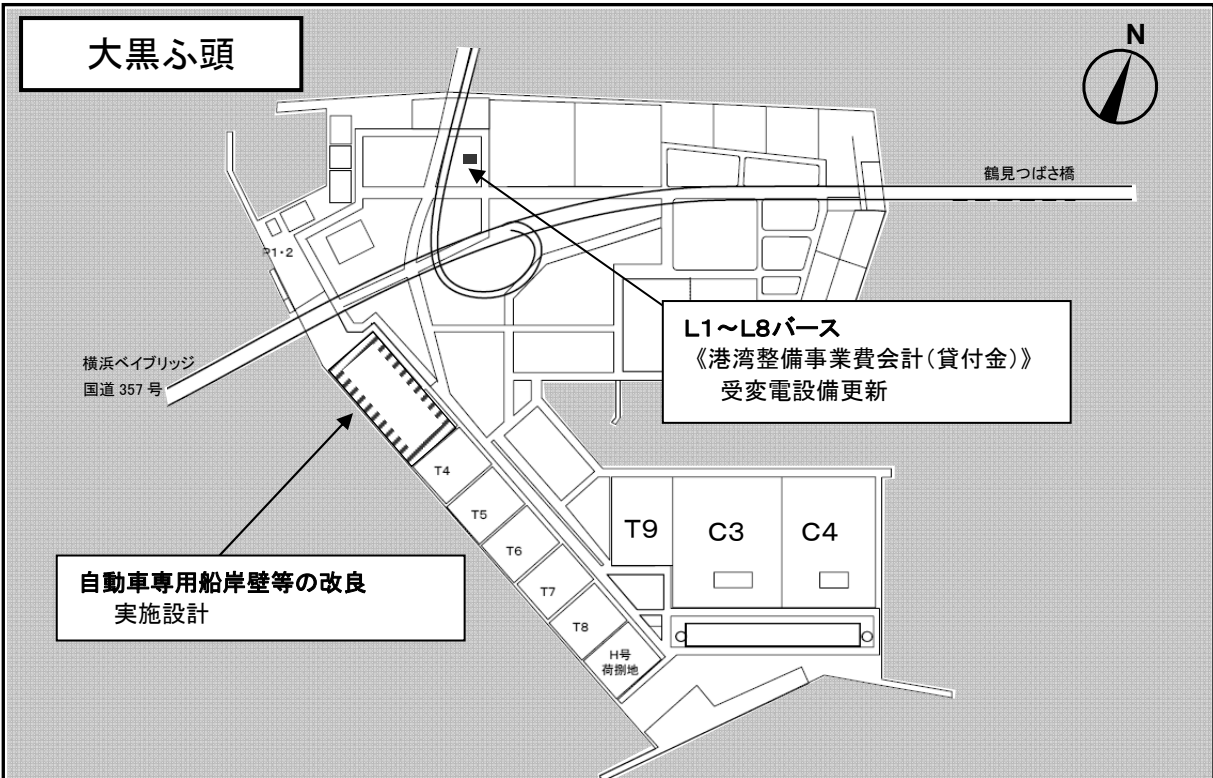 大黒ふ頭
N
鶴見つばさ橋
P1・2
L1～L8バース
《港湾整備事業費会計(貸付金)》
受変電設備更新
横浜ベイブリッジ
国道 357 号
T4
T5
T6
T7
T8
H号
荷捌地
T9
C3
C4
自動車専用船岸壁等の改良
実施設計